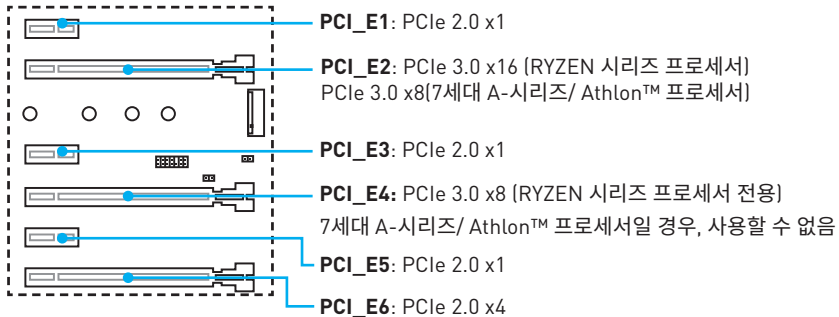 PCI_E1: PCIe 2.0 x1
PCI_E2: PCIe 3.0 x16 (RYZEN 시리즈 프로세서)
PCIe 3.0 x8(7세대 A-시리즈/ Athlon™ 프로세서)
PCI_E3: PCIe 2.0 x1
PCI_E4: PCIe 3.0 x8 (RYZEN 시리즈 프로세서 전용)
7세대 A-시리즈/ Athlon™ 프로세서일 경우, 사용할 수 없음
PCI_E5: PCIe 2.0 x1
PCI_E6: PCIe 2.0 x4